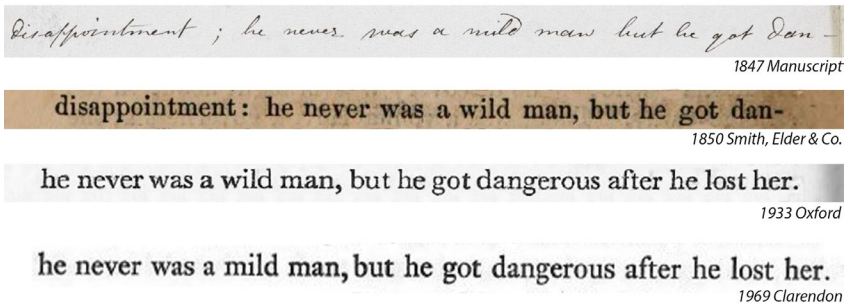 disappointment ; he never was a mild man but he got dan-
1847 Manuscript
disappointment: he never was a wild man, but he got dan-
1850 Smith, Elder & Co.
he never was a wild man, but he got dangerous after he lost her.
1933 Oxford
he never was a mild man, but he got dangerous after he lost her.
1969 Clarendon